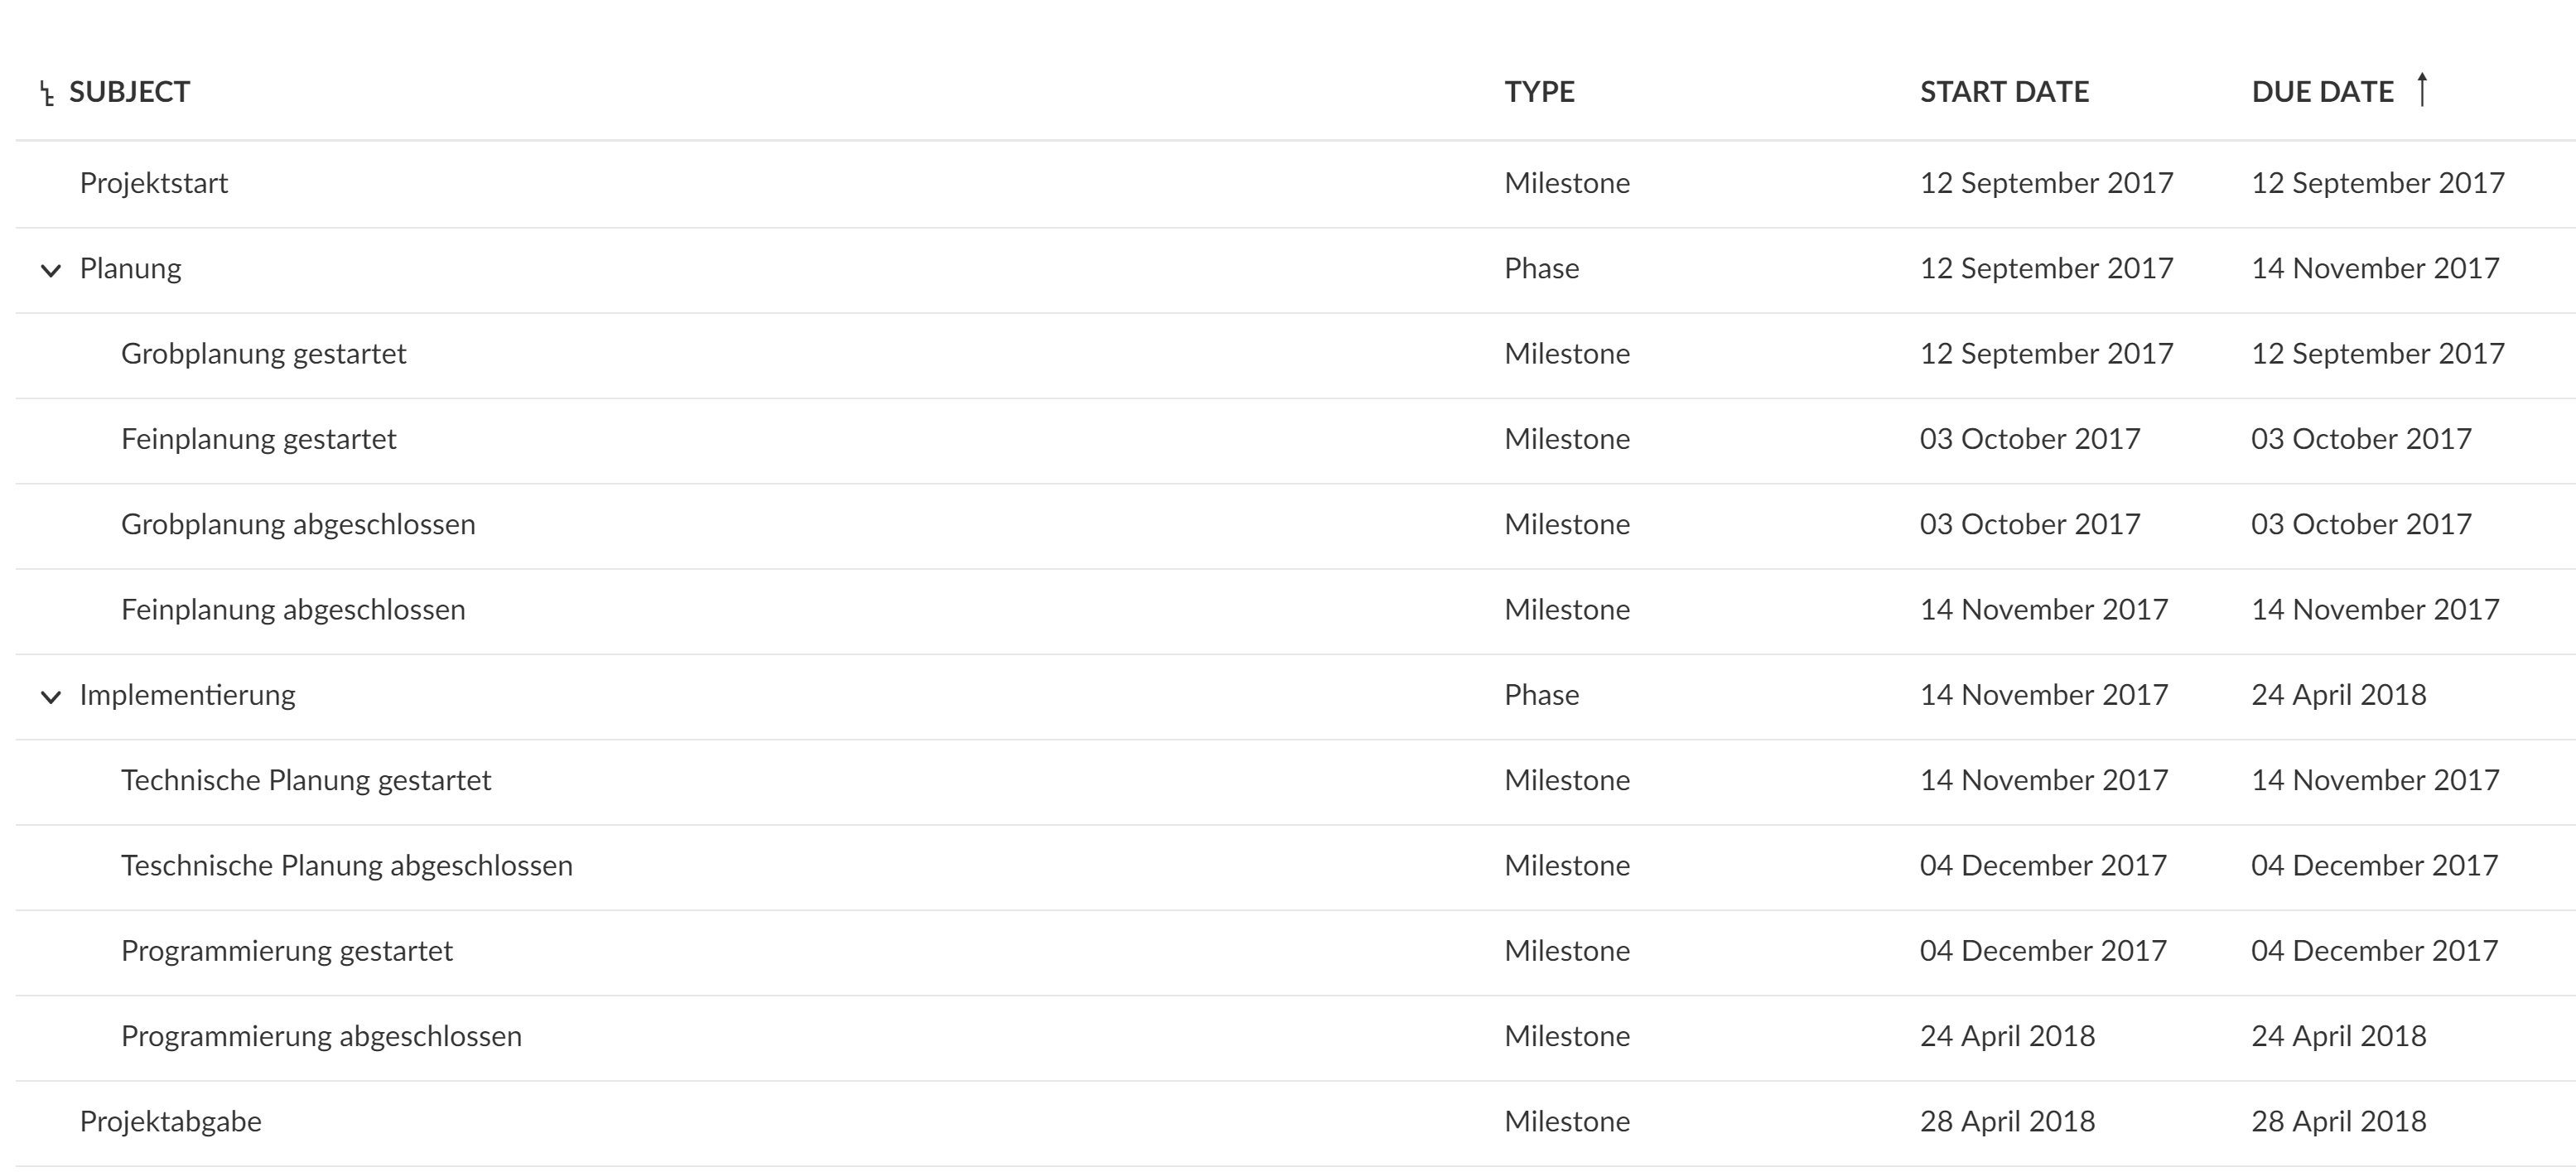 SUBJECT TYPE START DATE DUE DATE
Projektstart Milestone 12 September 2017 12 September 2017
Planung Phase 12 September 2017 14 November 2017
Grobplanung gestartet Milestone 12 September 2017 12 September 2017
Feinplanung gestartet Milestone 03 October 2017 03 October 2017
Grobplanung abgeschlossen Milestone 03 October 2017 03 October 2017
Feinplanung abgeschlossen Milestone 14 November 2017 14 November 2017
Implementierung Phase 14 November 2017 24 April 2018
Technische Planung gestartet Milestone 14 November 2017 14 November 2017
Teschnische Planung abgeschlossen Milestone 04 December 2017 04 December 2017
Programmierung gestartet Milestone 04 December 2017 04 December 2017
Programmierung abgeschlossen Milestone 24 April 2018 24 April 2018
Projektabgabe Milestone 28 April 2018 28 April 2018